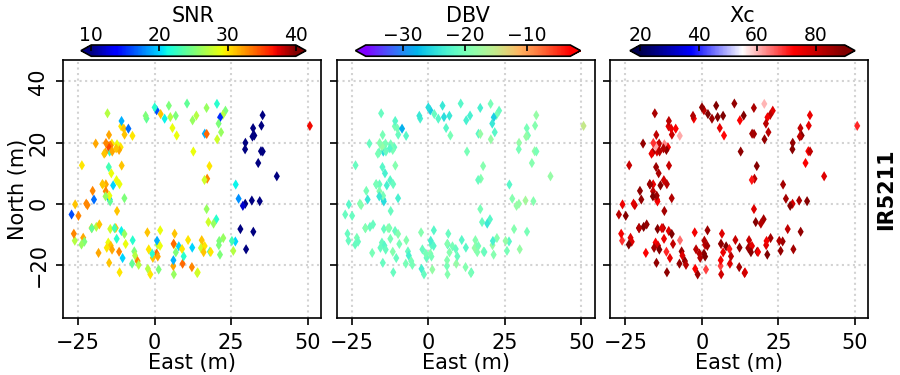 SNR
DBV
Xc
10 20 30 40
−30 −20 −10
20 40 60 80
North (m)
40
20
0
−20
IR5211
−25 0 25 50
−25 0 25 50
−25 0 25 50
East (m)
East (m)
East (m)